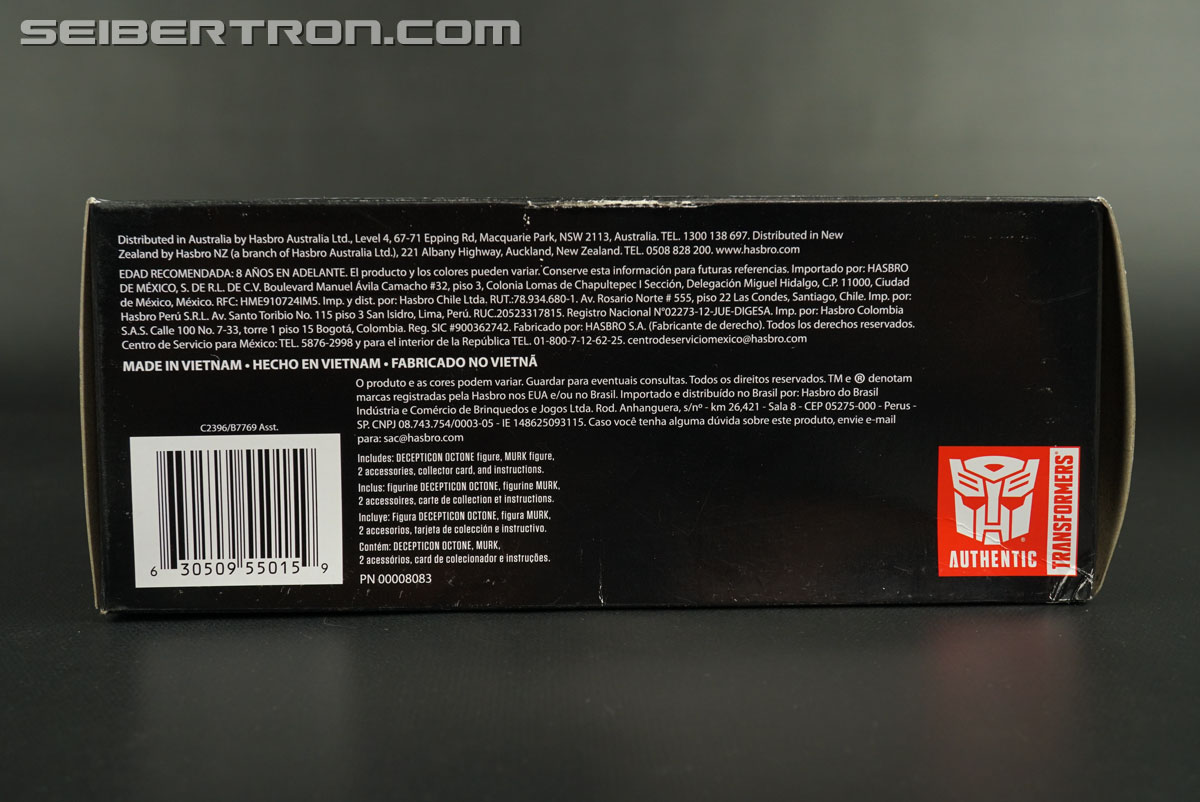 SEIBERTRON.com
Distributed in Australia by Hasbro Australia Ltd., Level 4, 67-71 Epping Rd, Macquarie Park, NSW 2113, Australia. TEL. 1300 138 697. Distributed in New
Zealand by Hasbro NZ (a branch of Hasbro Australia Ltd.), 221 Albany Highway, Auckland, New Zealand. TEL. 0508 828 200. www.hasbro.com
EDAD RECOMENDADA: 8 AÑOS EN ADELANTE. El producto y los colores pueden variar. Conserve esta información para futuras referencias. Importado por: HASBRO
DE MÉXICO, S. DE R.L. DE C.V. Boulevard Manuel Ávila Camacho #32, piso 3, Colonia Lomas de Chapultepec I Sección, Delegación Miguel Hidalgo, C.P. 11000, Ciudad
de México, México. RFC: HME910724IM5. Imp. y dist. por: Hasbro Chile Ltda. RUT.:78.934.680-1. Av. Rosario Norte # 555, piso 22 Las Condes, Santiago, Chile. Imp. por:
Hasbro Perú S.R.L. Av. Santo Toribio No. 115 piso 3 San Isidro, Lima, Perú. RUC.20523317815. Registro Nacional N°02273-12-JUE-DIGESA. Imp. por: Hasbro Colombia
S.A.S. Calle 100 No. 7-33, torre 1 piso 15 Bogotá, Colombia. Reg. SIC #900362742. Fabricado por: HASBRO S.A. (Fabricante de derecho). Todos los derechos reservados.
Centro de Servicio para México: TEL. 5876-2998 y para el interior de la República TEL. 01-800-7-12-62-25. centrodeserviciomexico@hasbro.com
MADE IN VIETNAM • HECHO EN VIETNAM • FABRICADO NO VIETNÃ
O produto e as cores podem variar. Guardar para eventuais consultas. Todos os direitos reservados. TM e ® denotam
marcas registradas pela Hasbro nos EUA e/ou no Brasil. Importado e distribuído no Brasil por: Hasbro do Brasil
Indústria e Comércio de Brinquedos e Jogos Ltda. Rod. Anhanguera, s/nº - km 26,421 - Sala 8 - CEP 05275-000 - Perus -
SP. CNPJ 08.743.754/0003-05 - IE 148625093115. Caso você tenha alguma dúvida sobre este produto, envie e-mail
para: sac@hasbro.com
C2396/B7769 Asst.
6 30509 55015 9
Includes: DECEPTICON OCTONE figure, MURK figure,
2 accessories, collector card, and instructions.
Inclus: figurine DECEPTICON OCTONE, figurine MURK,
2 accessoires, carte de collection et instructions.
Incluye: Figura DECEPTICON OCTONE, figura MURK,
2 accesorios, tarjeta de colección e instructivo.
Contém: DECEPTICON OCTONE, MURK,
2 acessórios, card de colecionador e instruções.
PN 00008083
AUTHENTIC
TRANSFORMERS